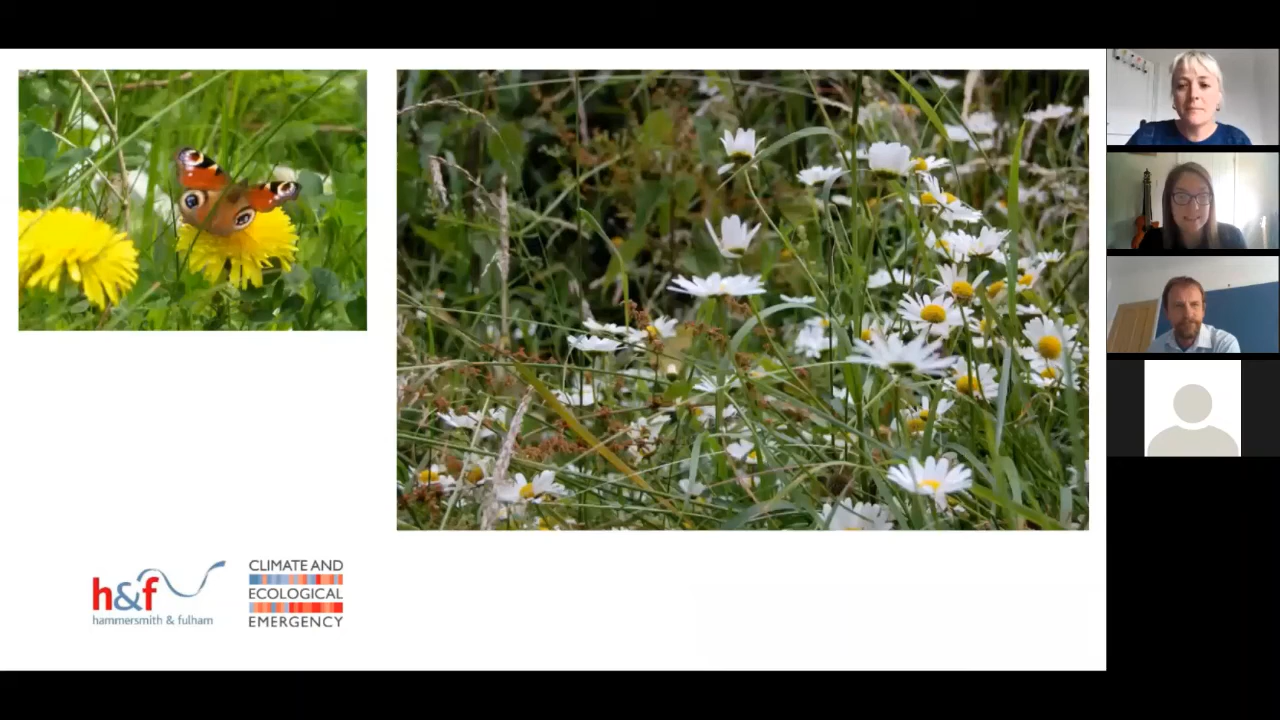 h&f
hammersmith & fulham
CLIMATE AND
ECOLOGICAL
EMERGENCY